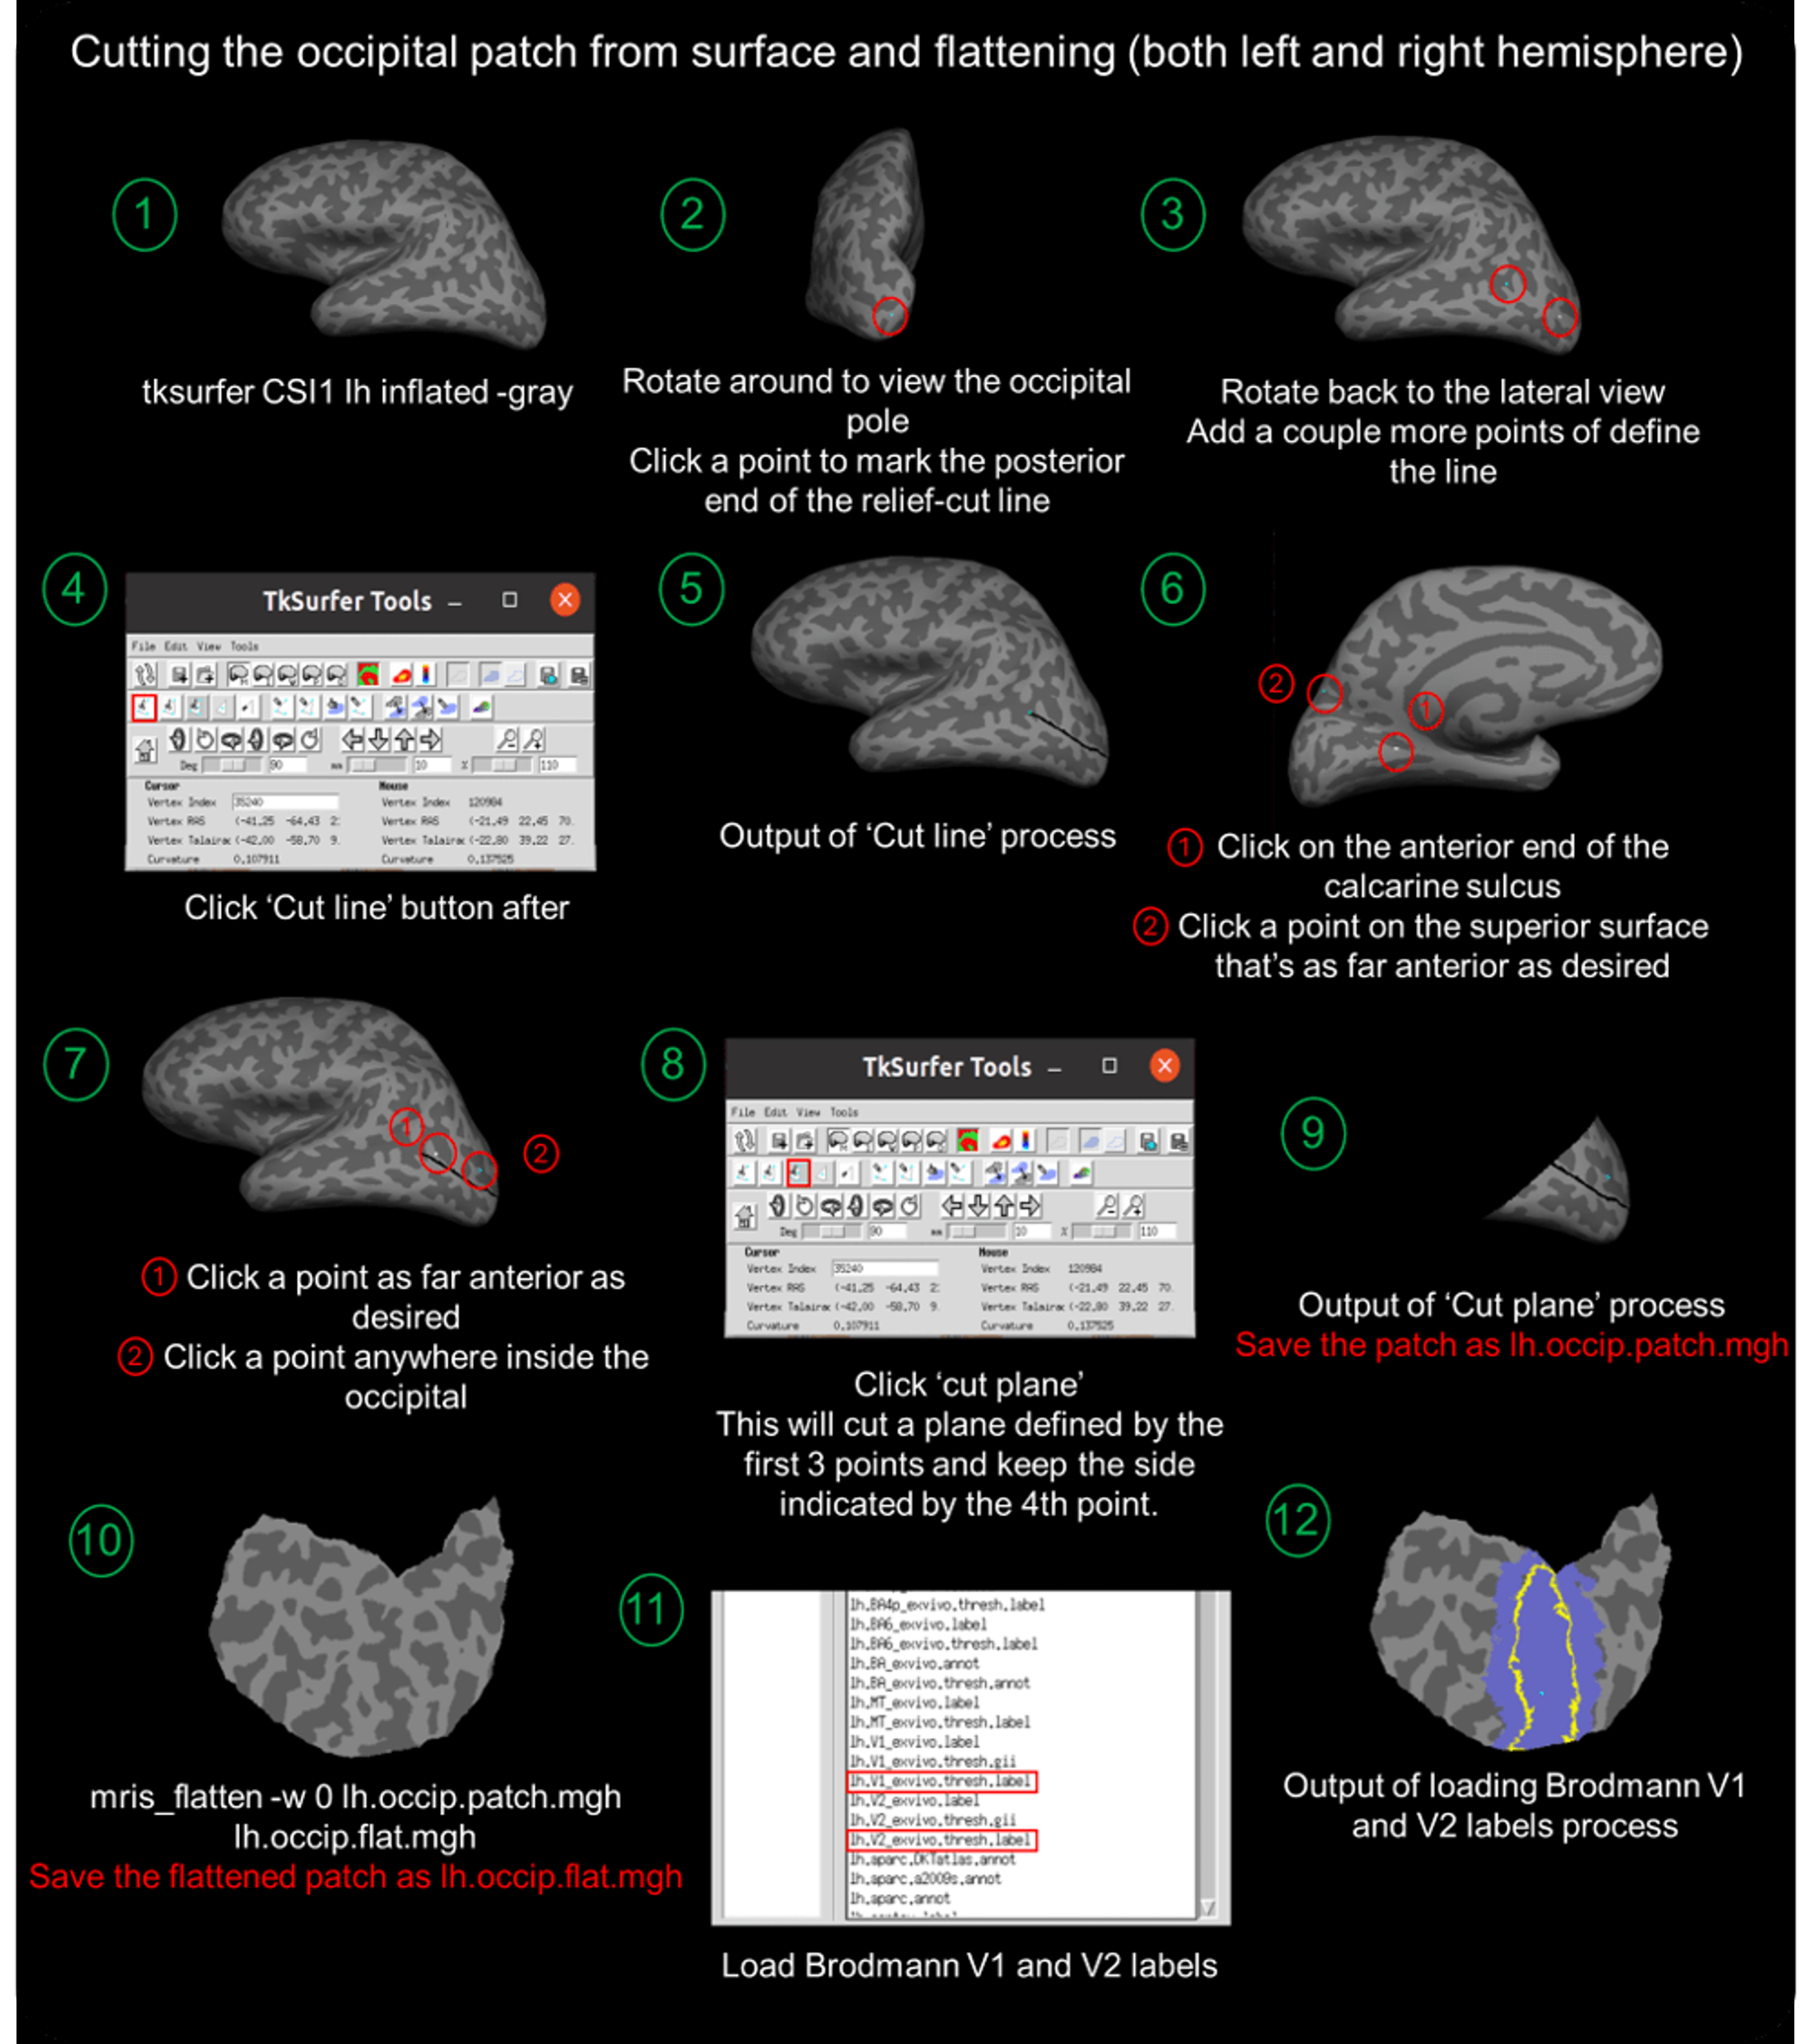 Cutting the occipital patch from surface and flattening (both left and right hemisphere)
1
tksurfer CSI1 lh inflated -gray
2
Rotate around to view the occipital
pole
Click a point to mark the posterior
end of the relief-cut line
3
Rotate back to the lateral view
Add a couple more points of define
the line
4
TkSurfer Tools
File Edit View Tools
Deg 90 mm 10 % 110
Cursor Mouse
Vertex Index 35240 Vertex Index 120984
Vertex RAS (-41,25 -64,43 2: Vertex RAS (-21,49 22,45 70.
Vertex Talairac (-42,00 -58,70 9. Vertex Talairac (-22,80 39,22 27.
Curvature 0,107911 Curvature 0,137525
Click ‘Cut line’ button after
5
Output of ‘Cut line’ process
6
2
1
1 Click on the anterior end of the
calcarine sulcus
2 Click a point on the superior surface
that’s as far anterior as desired
7
1
2
1 Click a point as far anterior as
desired
2 Click a point anywhere inside the
occipital
8
TkSurfer Tools
File Edit View Tools
Deg 90 mm 10 % 110
Cursor Mouse
Vertex Index 35240 Vertex Index 120984
Vertex RAS (-41,25 -64,43 2: Vertex RAS (-21,49 22,45 70.
Vertex Talairac (-42,00 -58,70 9. Vertex Talairac (-22,80 39,22 27.
Curvature 0,107911 Curvature 0,137525
Click ‘cut plane’
This will cut a plane defined by the
first 3 points and keep the side
indicated by the 4th point.
9
Output of ‘Cut plane’ process
Save the patch as lh.occip.patch.mgh
10
mris_flatten -w 0 lh.occip.patch.mgh
lh.occip.flat.mgh
Save the flattened patch as lh.occip.flat.mgh
11
lh.BA4p_exvivo.thresh.label
lh.BA6_exvivo.label
lh.BA6_exvivo.thresh.label
lh.BA_exvivo.annot
lh.BA_exvivo.thresh.annot
lh.MT_exvivo.label
lh.MT_exvivo.thresh.label
lh.V1_exvivo.label
lh.V1_exvivo.thresh.gii
lh.V1_exvivo.thresh.label
lh.V2_exvivo.label
lh.V2_exvivo.thresh.gii
lh.V2_exvivo.thresh.label
lh.aparc.DKTatlas.annot
lh.aparc.a2009s.annot
lh.aparc.annot
Load Brodmann V1 and V2 labels
12
Output of loading Brodmann V1
and V2 labels process